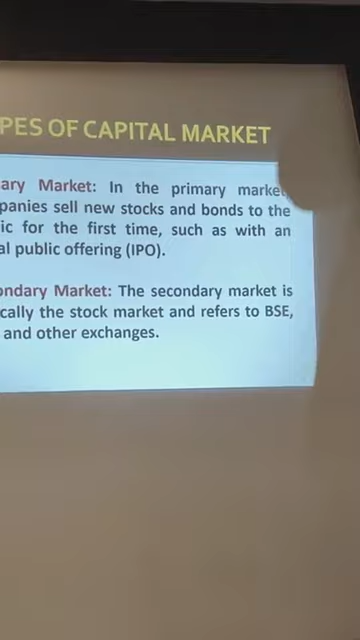 PES OF CAPITAL MARKET
ary Market: In the primary marke
panies sell new stocks and bonds to the
ic for the first time, such as with an
al public offering (IPO).
ondary Market: The secondary market is
cally the stock market and refers to BSE,
and other exchanges.